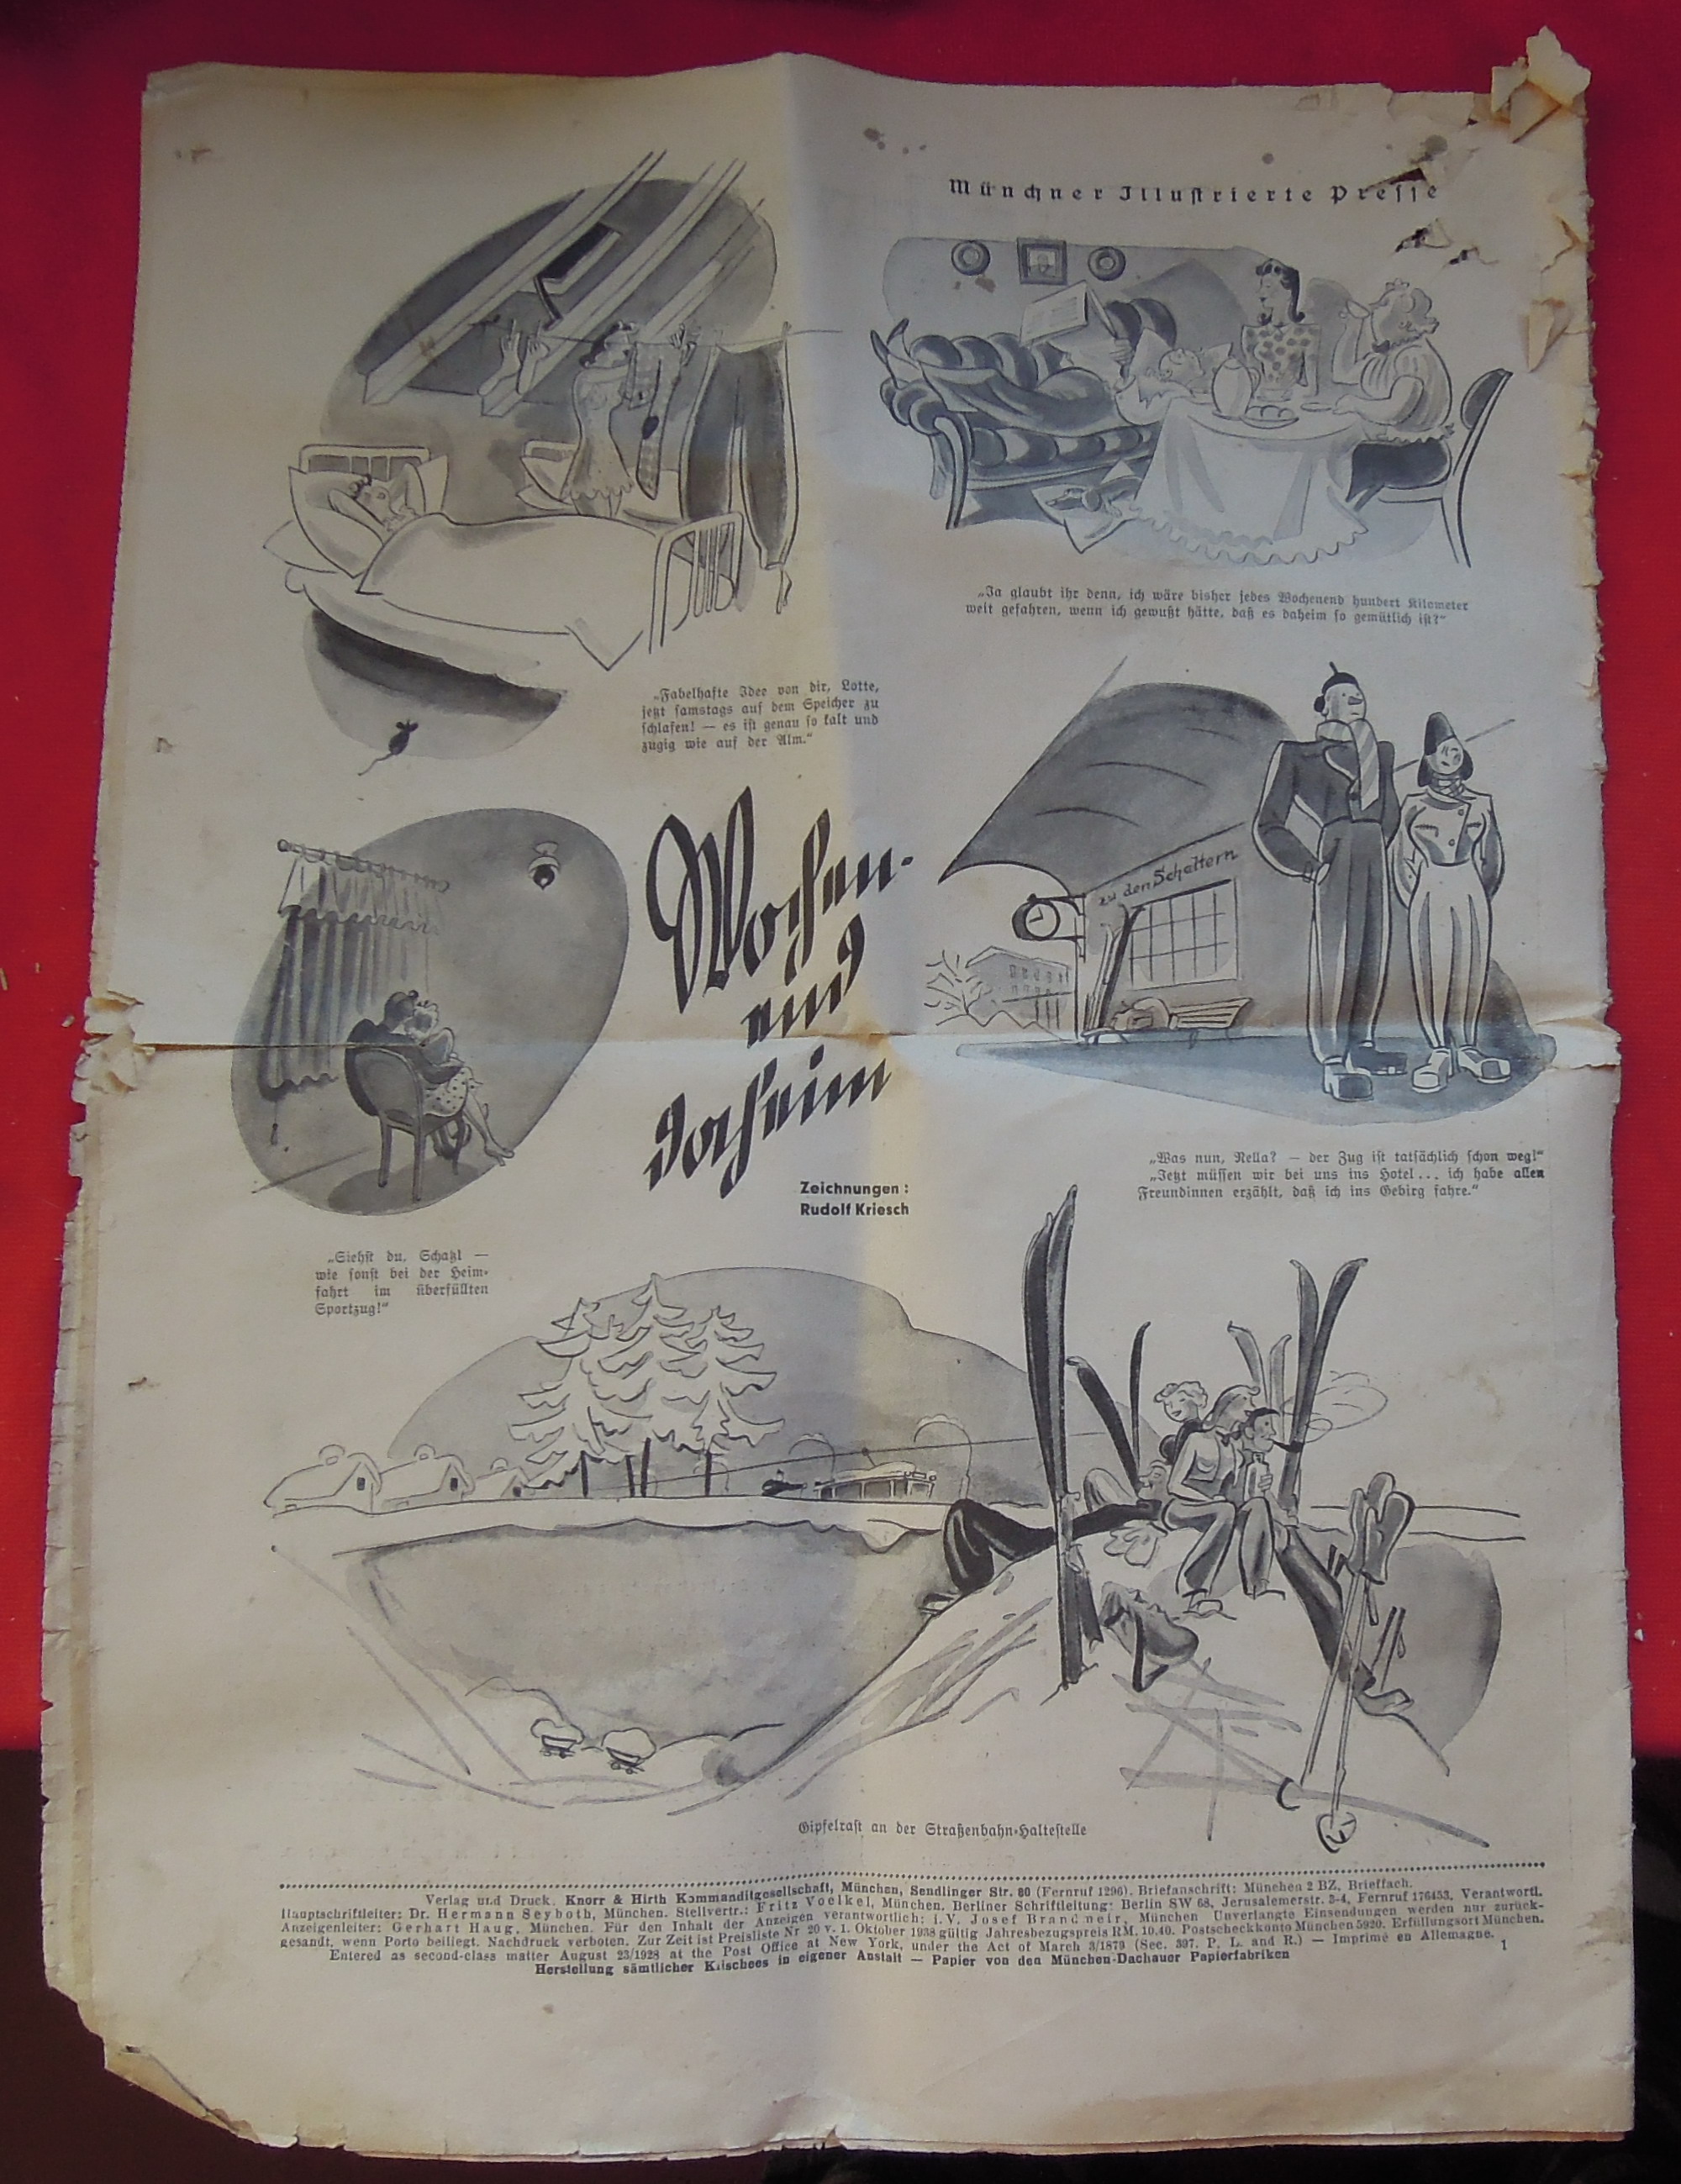 Münchner Illustrierte Presse
„Ja glaubt ihr denn, ich wäre bisher jedes Wochenend hundert Kilometer
weit gefahren, wenn ich gewußt hätte, daß es daheim so gemütlich ist?“
„Fabelhafte Idee von dir, Lotte,
jetzt samstags auf dem Speicher zu
schlafen! — es ist genau so kalt und
zugig wie auf der Alm.“
zu den Schaltern
Wochen-
end
daheim
Zeichnungen:
Rudolf Kriesch
„Was nun, Nella? — der Zug ist tatsächlich schon weg!“
„Jetzt müssen wir bei uns ins Hotel... ich habe allen
Freundinnen erzählt, daß ich ins Gebirg fahre.“
„Siehst du, Schatzl —
wie sonst bei der Heim-
fahrt im überfüllten
Sportzug!“
Gipfelrast an der Straßenbahn-Haltestelle
Verlag und Druck. Knorr & Hirth Kommanditgesellschaft, München, Sendlinger Str. 80 (Fernruf 1296). Briefanschrift: München 2 BZ, Brieffach.
Hauptschriftleiter: Dr. Hermann Seyboth, München. Stellvertr.: Fritz Voelkel, München. Berliner Schriftleitung: Berlin SW 68, Jerusalemerstr. 3-4, Fernruf 176453. Verantwortl.
Anzeigenleiter: Gerhart Haug, München. Für den Inhalt der Anzeigen verantwortlich: i. V. Josef Brandmeir, München Unverlangte Einsendungen werden nur zurück-
gesandt, wenn Porto beiliegt. Nachdruck verboten. Zur Zeit ist Preisliste Nr 20 v. 1. Oktober 1938 gültig Jahresbezugspreis RM. 10.40. Postscheckkonto München 5920. Erfüllungsort München.
Entered as second-class matter August 23/1928 at the Post Office at New York, under the Act of March 3/1879 (Sec. 397. P. L. and R.) — Imprimé en Allemagne. 1
Herstellung sämtlicher Klischees in eigener Anstalt — Papier von den München-Dachauer Papierfabriken